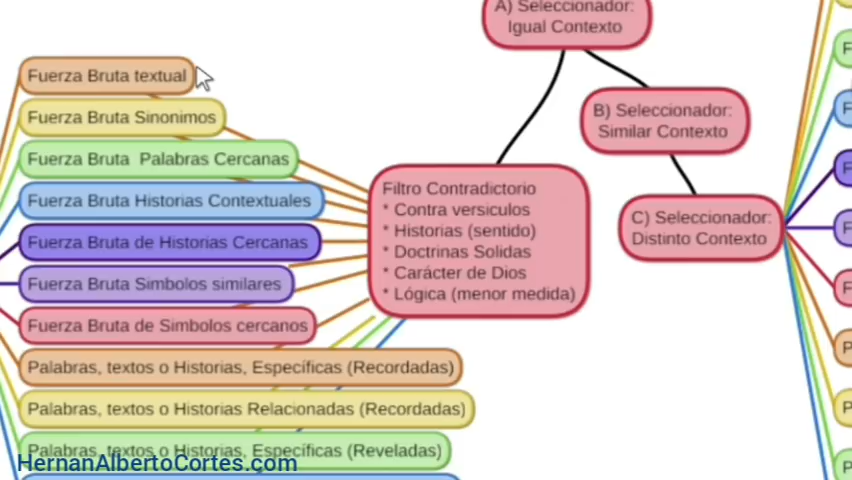 A) Seleccionador:
Igual Contexto
Fuerza Bruta textual
Fuerza Bruta Sinonimos
Fuerza Bruta  Palabras Cercanas
Fuerza Bruta Historias Contextuales
Fuerza Bruta de Historias Cercanas
Fuerza Bruta Simbolos similares
Fuerza Bruta de Simbolos cercanos
Palabras, textos o Historias, Específicas (Recordadas)
Palabras, textos o Historias Relacionadas (Recordadas)
Palabras, textos o Historias, Específicas (Reveladas)
B) Seleccionador:
Similar Contexto
Filtro Contradictorio
* Contra versiculos
* Historias (sentido)
* Doctrinas Solidas
* Carácter de Dios
* Lógica (menor medida)
C) Seleccionador:
Distinto Contexto
F
F
F
F
F
P
P
F
HernanAlbertoCortes.com